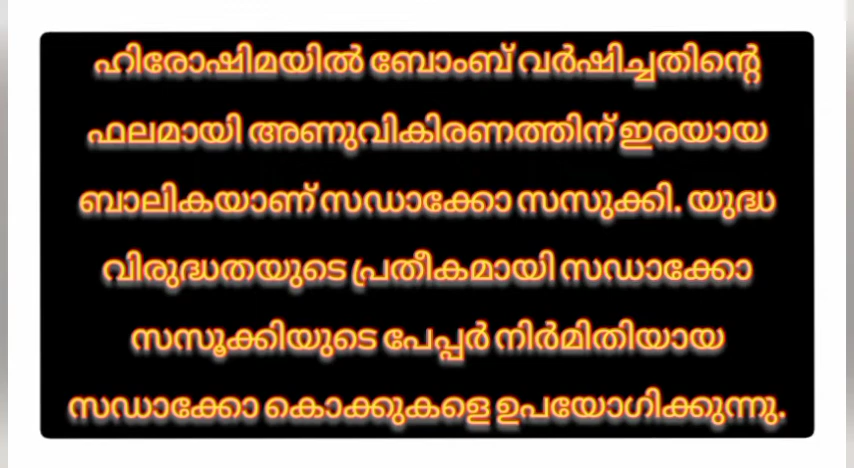 ഹിരോഷിമയിൽ ബോംബ് വർഷിച്ചതിന്റെ
ഫലമായി അണുവികിരണത്തിന് ഇരയായ
ബാലികയാണ് സഡാക്കോ സസുക്കി. യുദ്ധ
വിരുദ്ധതയുടെ പ്രതീകമായി സഡാക്കോ
സസൂക്കിയുടെ പേപ്പർ നിർമിതിയായ
സഡാക്കോ കൊക്കുകളെ ഉപയോഗിക്കുന്നു.